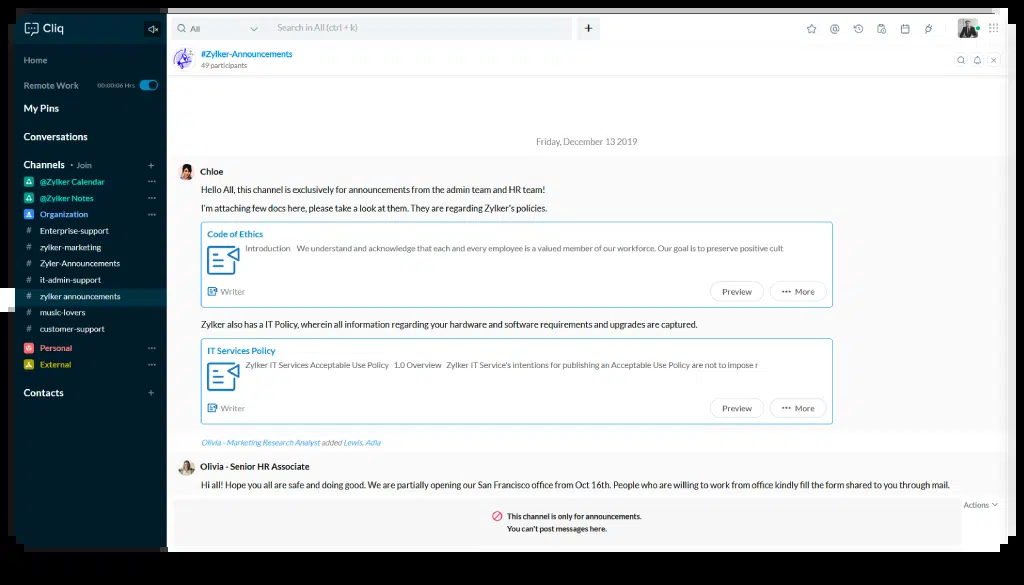 Cliq
All
Search in All (ctrl + k)
+
Home
Remote Work 00:00:06 Hrs
My Pins
Conversations
Channels • Join +
@Zylker Calendar
@Zylker Notes
Organization
# Enterprise-support
# zylker-marketing
# Zyler-Announcements
# it-admin-support
# zylker announcements
# music-lovers
# customer-support
Personal
External
Contacts +
#Zylker-Announcements
49 participants
Friday, December 13 2019
Chloe
Hello All, this channel is exclusively for announcements from the admin team and HR team!
I'm attaching few docs here, please take a look at them. They are regarding Zylker's policies.
Code of Ethics
Introduction We understand and acknowledge that each and every employee is a valued member of our workforce. Our goal is to preserve positive cult
Writer
Preview
••• More
Zylker also has a IT Policy, wherein all information regarding your hardware and software requirements and upgrades are captured.
IT Services Policy
Zylker IT Services Acceptable Use Policy 1.0 Overview Zylker IT Service's intentions for publishing an Acceptable Use Policy are not to impose r
Writer
Preview
••• More
Olivia - Marketing Research Analyst added Lewis, Adia
Olivia - Senior HR Associate
Hi all! Hope you all are safe and doing good. We are partially opening our San Francisco office from Oct 16th. People who are willing to work from office kindly fill the form shared to you through mail.
Actions
This channel is only for announcements.
You can't post messages here.